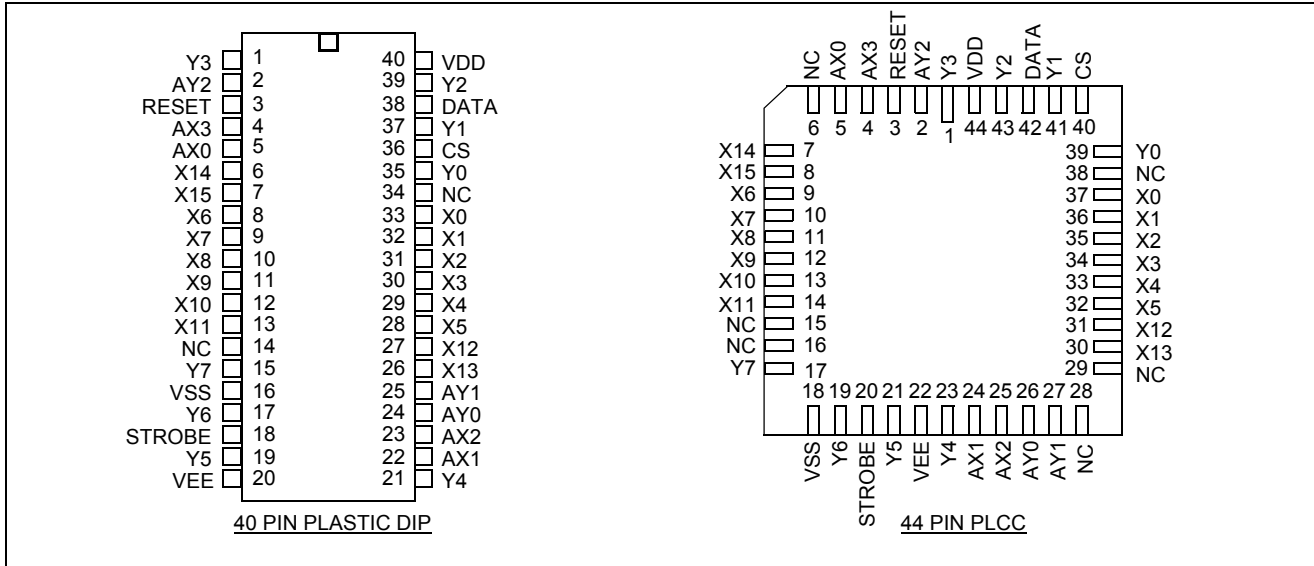 Y3 1 40 VDD
AY2 2 39 Y2
RESET 3 38 DATA
AX3 4 37 Y1
AX0 5 36 CS
X14 6 35 Y0
X15 7 34 NC
X6 8 33 X0
X7 9 32 X1
X8 10 31 X2
X9 11 30 X3
X10 12 29 X4
X11 13 28 X5
NC 14 27 X12
Y7 15 26 X13
VSS 16 25 AY1
Y6 17 24 AY0
STROBE 18 23 AX2
Y5 19 22 AX1
VEE 20 21 Y4
40 PIN PLASTIC DIP
NC AX0 AX3 RESET AY2 Y3 VDD Y2 DATA Y1 CS
6 5 4 3 2 1 44 43 42 41 40
X14 7
X15 8
X6 9
X7 10
X8 11
X9 12
X10 13
X11 14
NC 15
NC 16
Y7 17
39 Y0
38 NC
37 X0
36 X1
35 X2
34 X3
33 X4
32 X5
31 X12
30 X13
29 NC
18 19 20 21 22 23 24 25 26 27 28
VSS Y6 STROBE Y5 VEE Y4 AX1 AX2 AY0 AY1 NC
44 PIN PLCC